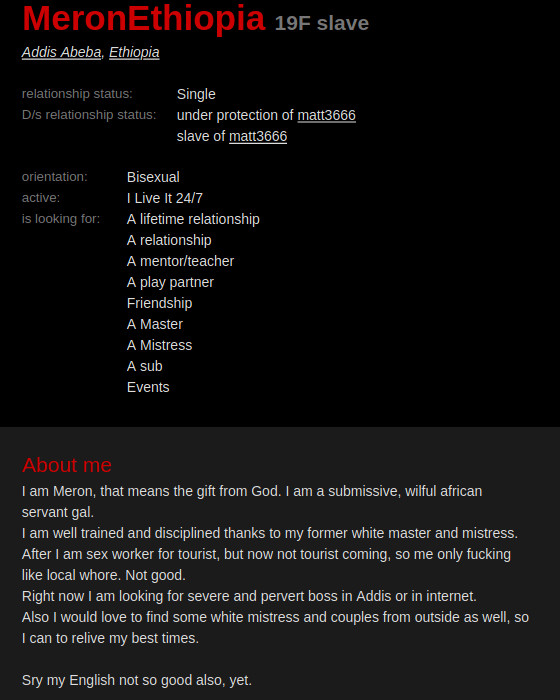 MeronEthiopia 19F slave
Addis Abeba, Ethiopia
relationship status: Single
D/s relationship status: under protection of matt3666
slave of matt3666
orientation: Bisexual
active: I Live It 24/7
is looking for: A lifetime relationship
A relationship
A mentor/teacher
A play partner
Friendship
A Master
A Mistress
A sub
Events
About me
I am Meron, that means the gift from God. I am a submissive, wilful african
servant gal.
I am well trained and disciplined thanks to my former white master and mistress.
After I am sex worker for tourist, but now not tourist coming, so me only fucking
like local whore. Not good.
Right now I am looking for severe and pervert boss in Addis or in internet.
Also I would love to find some white mistress and couples from outside as well, so
I can to relive my best times.
Sry my English not so good also, yet.